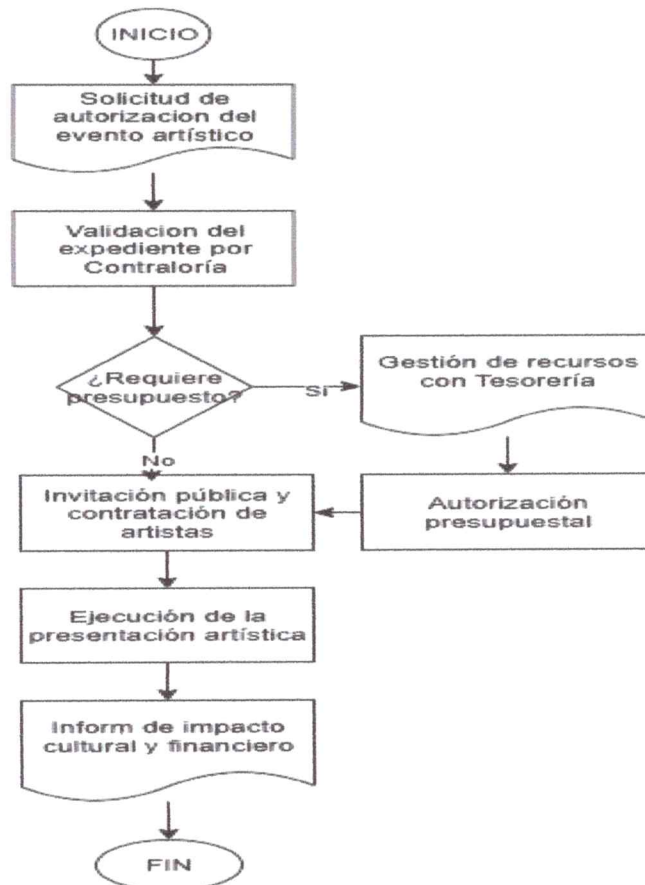 INICIO
Solicitud de
autorizacion del
evento artístico
Validacion del
expediente por
Contraloría
¿Requiere
presupuesto?
Si
Gestión de recursos
con Tesorería
Autorización
presupuestal
No
Invitación pública y
contratación de
artistas
Ejecución de la
presentación artística
Inform de impacto
cultural y financiero
FIN